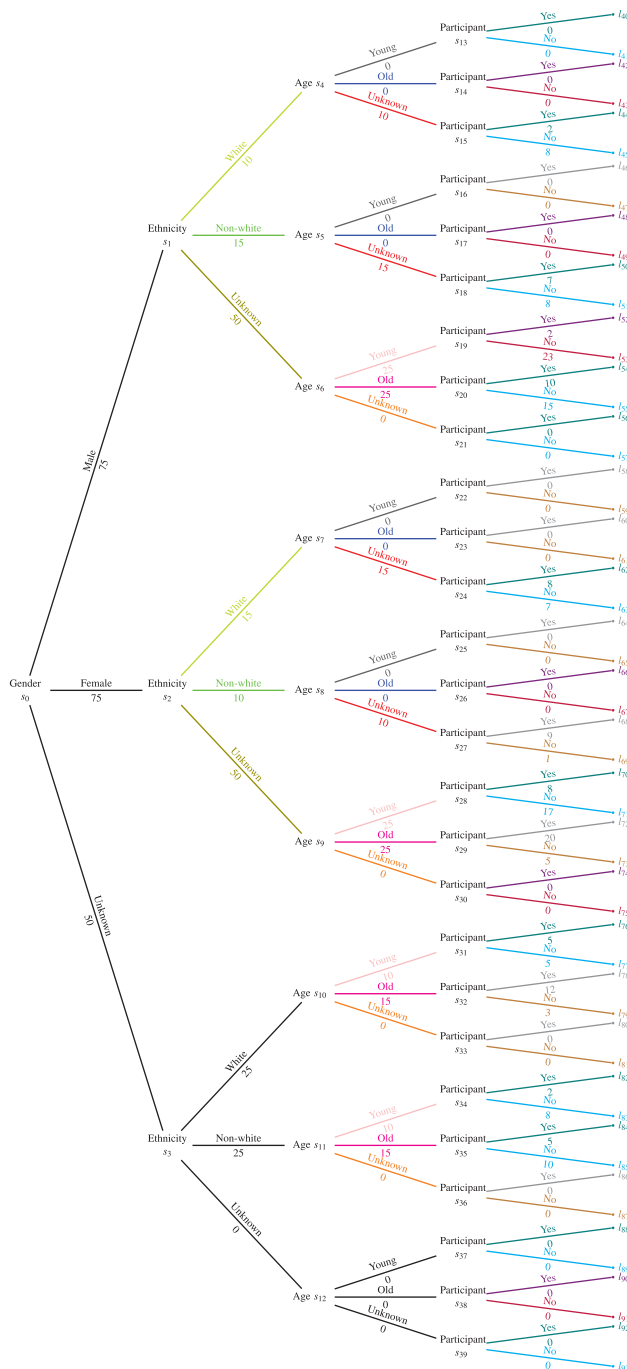 Gender
s0
Male
75
Ethnicity
s1
White
10
Age s4
Young
0
Participant
s13
Yes
0
No
0
Old
0
Participant
s14
Yes
0
No
0
Unknown
10
Participant
s15
Yes
2
No
8
Non-white
15
Age s5
Young
0
Participant
s16
Yes
0
No
0
Old
0
Participant
s17
Yes
0
No
0
Unknown
15
Participant
s18
Yes
7
No
8
Unknown
50
Age s6
Young
25
Participant
s19
Yes
2
No
23
Old
25
Participant
s20
Yes
10
No
15
Unknown
0
Participant
s21
Yes
0
No
0
Female
75
Ethnicity
s2
White
15
Age s7
Young
0
Participant
s22
Yes
0
No
0
Old
0
Participant
s23
Yes
0
No
0
Unknown
15
Participant
s24
Yes
8
No
7
Non-white
10
Age s8
Young
0
Participant
s25
Yes
0
No
0
Old
0
Participant
s26
Yes
0
No
0
Unknown
10
Participant
s27
Yes
9
No
1
Unknown
50
Age s9
Young
25
Participant
s28
Yes
8
No
17
Old
25
Participant
s29
Yes
20
No
5
Unknown
0
Participant
s30
Yes
0
No
0
Unknown
50
Ethnicity
s3
White
25
Age s10
Young
10
Participant
s31
Yes
5
No
5
Old
15
Participant
s32
Yes
12
No
3
Unknown
0
Participant
s33
Yes
0
No
0
Non-white
25
Age s11
Young
10
Participant
s34
Yes
2
No
8
Old
15
Participant
s35
Yes
5
No
10
Unknown
0
Participant
s36
Yes
0
No
0
Unknown
0
Age s12
Young
0
Participant
s37
Yes
0
No
0
Old
0
Participant
s38
Yes
0
No
0
Unknown
0
Participant
s39
Yes
0
No
0